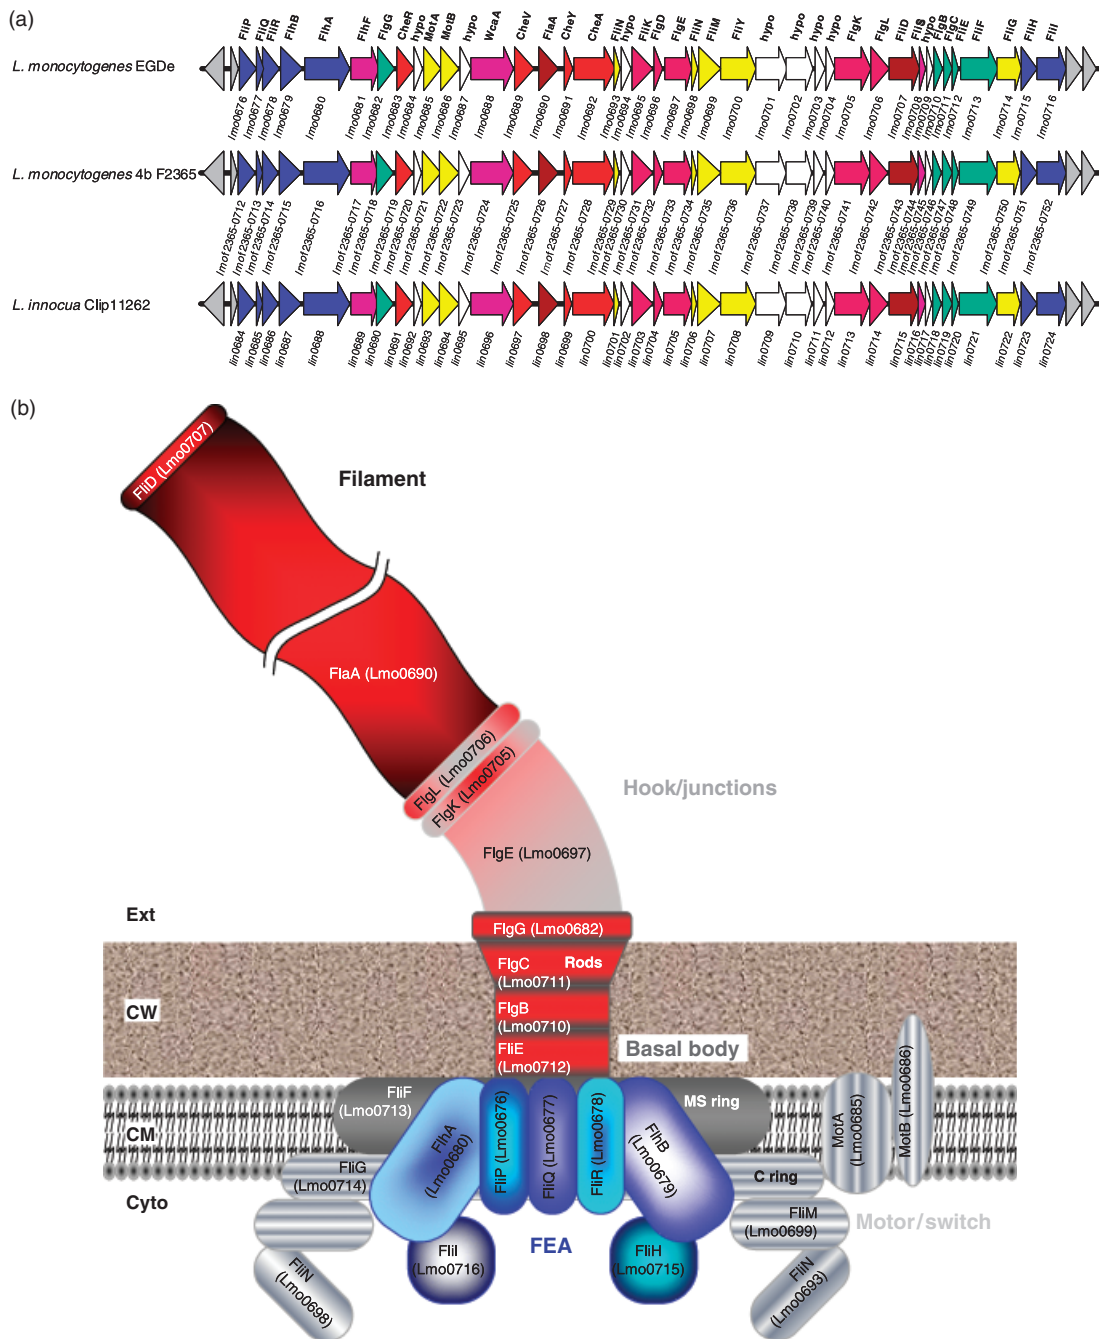 (a)
FliP FliQ FliR FlhB FlhA FlhF FlgG CheR hypo MotA MotB hypo WcaA CheV FlaA CheY CheA FliN hypo FliK FlgD FlgE FliN FliM FliY hypo hypo hypo hypo FlgK FlgL FliD FliS hypo FlgB FlgC FliE FliF FliG FliH FliI
L. monocytogenes EGDe
lmo0676 lmo0677 lmo0678 lmo0679 lmo0680 lmo0681 lmo0682 lmo0683 lmo0684 lmo0685 lmo0686 lmo0687 lmo0688 lmo0689 lmo0690 lmo0691 lmo0692 lmo0693 lmo0694 lmo0695 lmo0696 lmo0697 lmo0698 lmo0699 lmo0700 lmo0701 lmo0702 lmo0703 lmo0704 lmo0705 lmo0706 lmo0707 lmo0708 lmo0709 lmo0710 lmo0711 lmo0712 lmo0713 lmo0714 lmo0715 lmo0716
L. monocytogenes 4b F2365
lmof2365-0712 lmof2365-0713 lmof2365-0714 lmof2365-0715 lmof2365-0716 lmof2365-0717 lmof2365-0718 lmof2365-0719 lmof2365-0720 lmof2365-0721 lmof2365-0722 lmof2365-0723 lmof2365-0724 lmof2365-0725 lmof2365-0726 lmof2365-0727 lmof2365-0728 lmof2365-0729 lmof2365-0730 lmof2365-0731 lmof2365-0732 lmof2365-0733 lmof2365-0734 lmof2365-0735 lmof2365-0736 lmof2365-0737 lmof2365-0738 lmof2365-0739 lmof2365-0740 lmof2365-0741 lmof2365-0742 lmof2365-0743 lmof2365-0744 lmof2365-0745 lmof2365-0746 lmof2365-0747 lmof2365-0748 lmof2365-0749 lmof2365-0750 lmof2365-0751 lmof2365-0752
L. innocua Clip11262
lin0684 lin0685 lin0686 lin0687 lin0688 lin0689 lin0690 lin0691 lin0692 lin0693 lin0694 lin0695 lin0696 lin0697 lin0698 lin0699 lin0700 lin0701 lin0702 lin0703 lin0704 lin0705 lin0706 lin0707 lin0708 lin0709 lin0710 lin0711 lin0712 lin0713 lin0714 lin0715 lin0716 lin0717 lin0718 lin0719 lin0720 lin0721 lin0722 lin0723 lin0724
(b)
FliD (Lmo0707)
Filament
FlaA (Lmo0690)
FlgL (Lmo0706)
FlgK (Lmo0705)
Hook/junctions
FlgE (Lmo0697)
Ext
FlgG (Lmo0682)
FlgC
(Lmo0711)
Rods
CW
FlgB
(Lmo0710)
FliE
(Lmo0712)
Basal body
FliF
(Lmo0713)
MS ring
CM
FlhA
(Lmo0680)
FliP (Lmo0676)
FliQ (Lmo0677)
FliR (Lmo0678)
FlhB
(Lmo0679)
MotA
(Lmo0685)
MotB (Lmo0686)
FliG
(Lmo0714)
C ring
Cyto
FliM
(Lmo0699)
Motor/switch
FEA
FliI
(Lmo0716)
FliH
(Lmo0715)
FliN
(Lmo0698)
FliN
(Lmo0693)